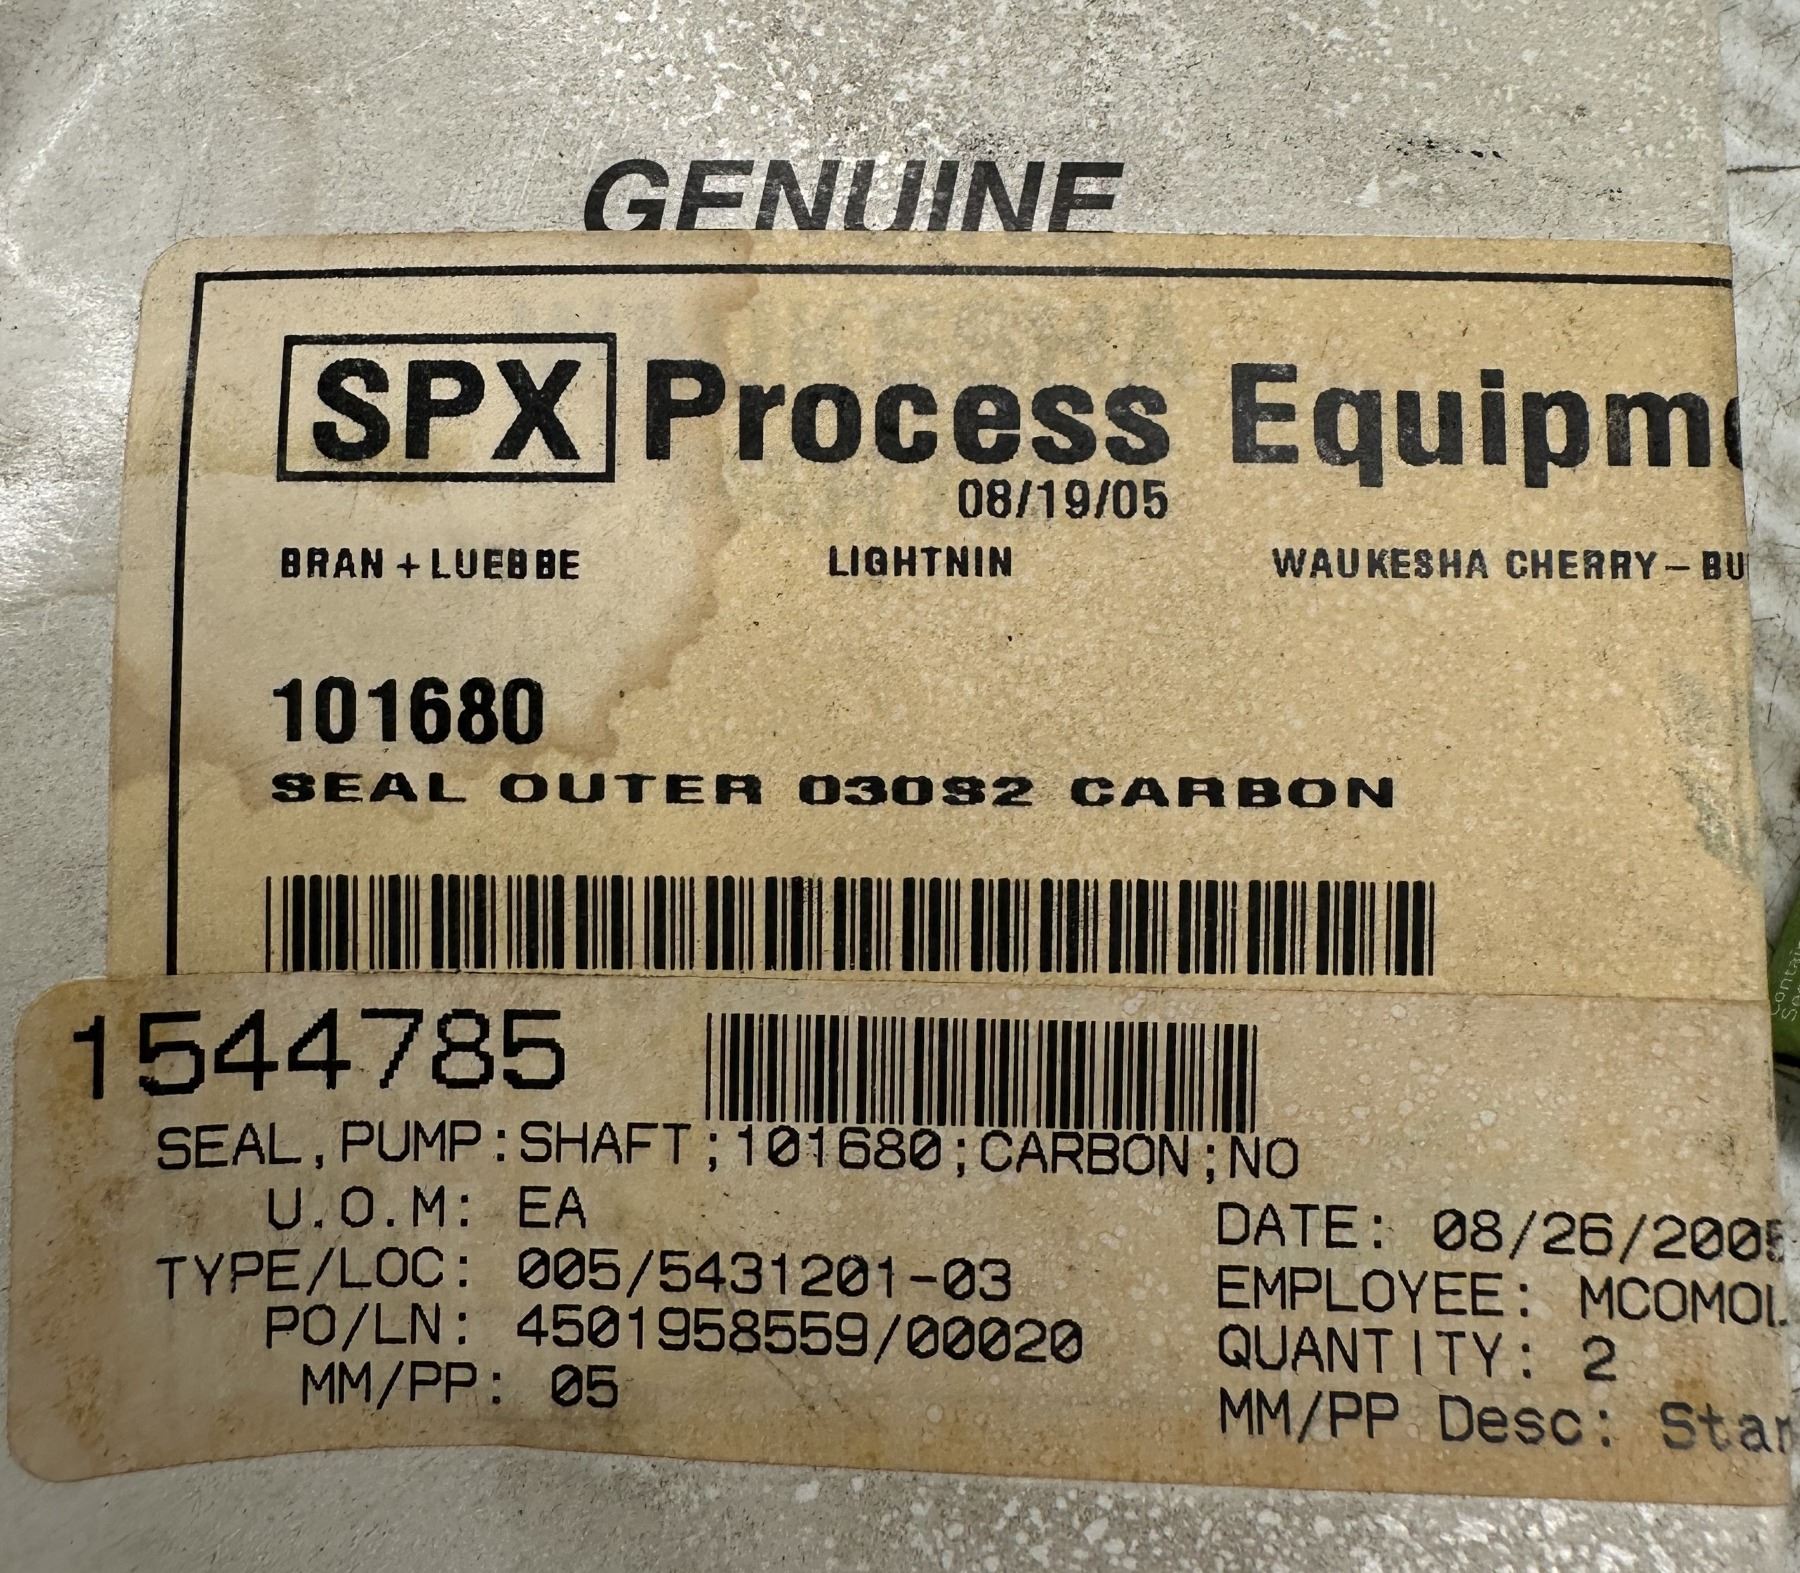 GENUINE
SPX Process Equipm
08/19/05
BRAN + LUEBBE LIGHTNIN WAUKESHA CHERRY - BU
101680
SEAL OUTER 030S2 CARBON
1544785
SEAL,PUMP:SHAFT;101680;CARBON;NO
U.O.M: EA
DATE: 08/26/2005
TYPE/LOC: 005/5431201-03
EMPLOYEE: MCOMOL
PO/LN: 4501958559/00020
QUANTITY: 2
MM/PP: 05
MM/PP Desc: Stan